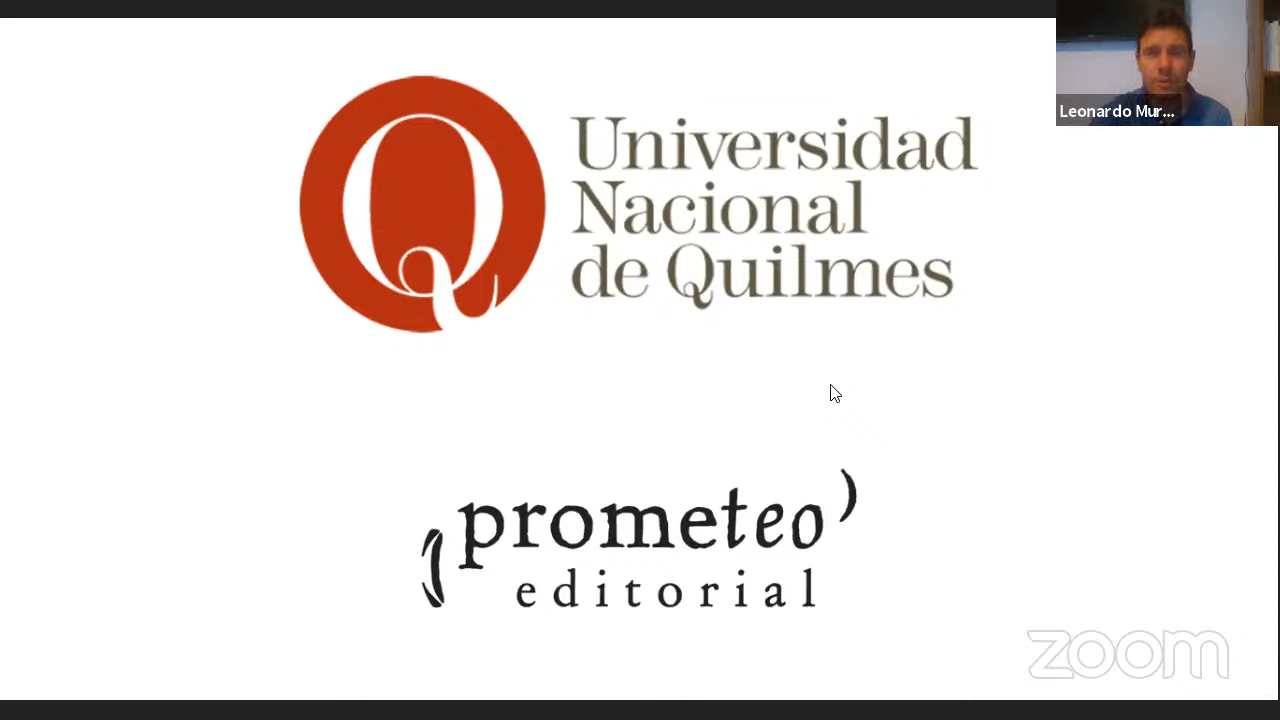 Leonardo Mur...
Universidad
Nacional
de Quilmes
prometeo
editorial
zoom